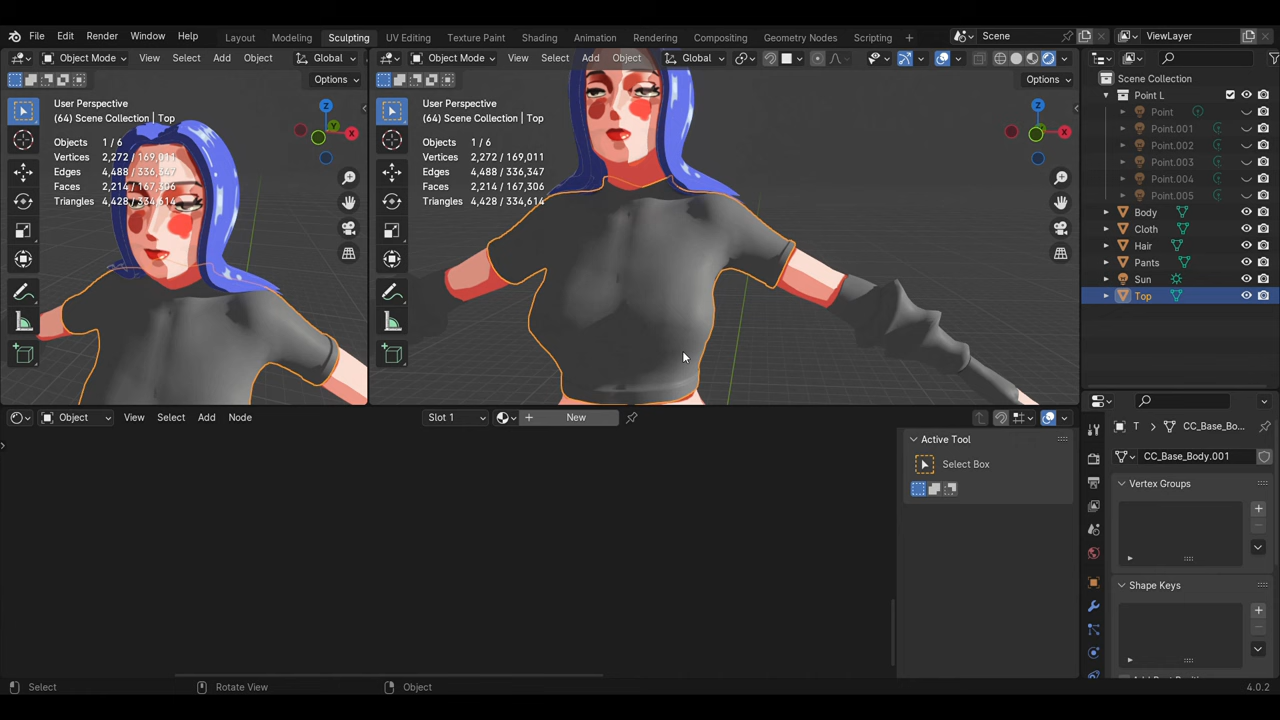 File Edit Render Window Help Layout Modeling Sculpting UV Editing Texture Paint Shading Animation Rendering Compositing Geometry Nodes Scripting + Scene ViewLayer
Object Mode View Select Add Object Global Object Mode View Select Add Object Global
Options Options Scene Collection
User Perspective User Perspective Point L
(64) Scene Collection | Top (64) Scene Collection | Top Point
Objects 1 / 6 Objects 1 / 6 Point.001
Vertices 2,272 / 169,011 Vertices 2,272 / 169,011 Point.002
Edges 4,488 / 336,347 Edges 4,488 / 336,347 Point.003
Faces 2,214 / 167,306 Faces 2,214 / 167,306 Point.004
Triangles 4,428 / 334,614 Triangles 4,428 / 334,614 Point.005
Z X Y Z X
Body
Cloth
Hair
Pants
Sun
Top
Object View Select Add Node Slot 1 + New
Active Tool T > CC_Base_Bo...
Select Box CC_Base_Body.001
Vertex Groups
Shape Keys
Select Rotate View Object 4.0.2